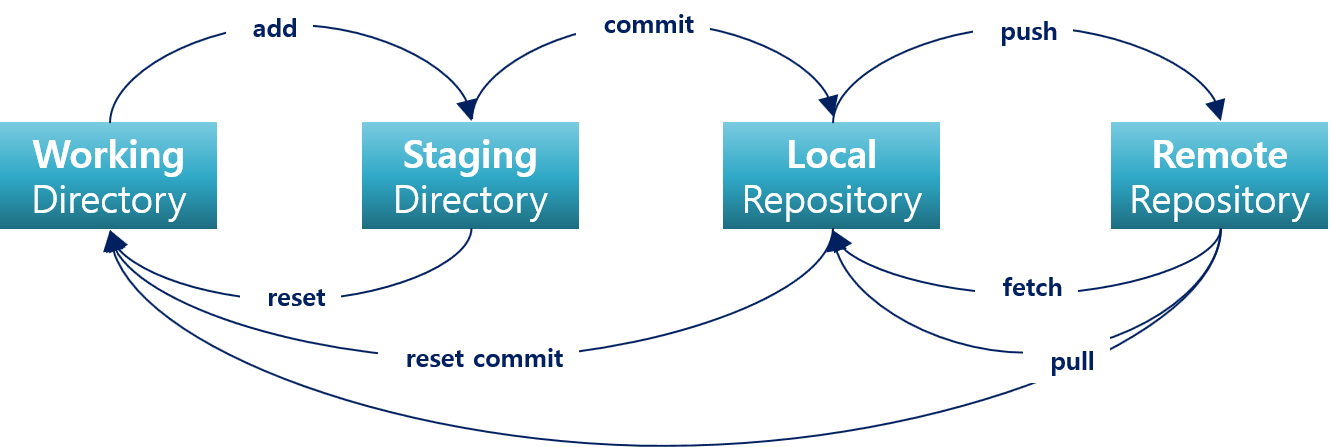 add
commit
push
Working
Directory
Staging
Directory
Local
Repository
Remote
Repository
reset
fetch
reset commit
pull